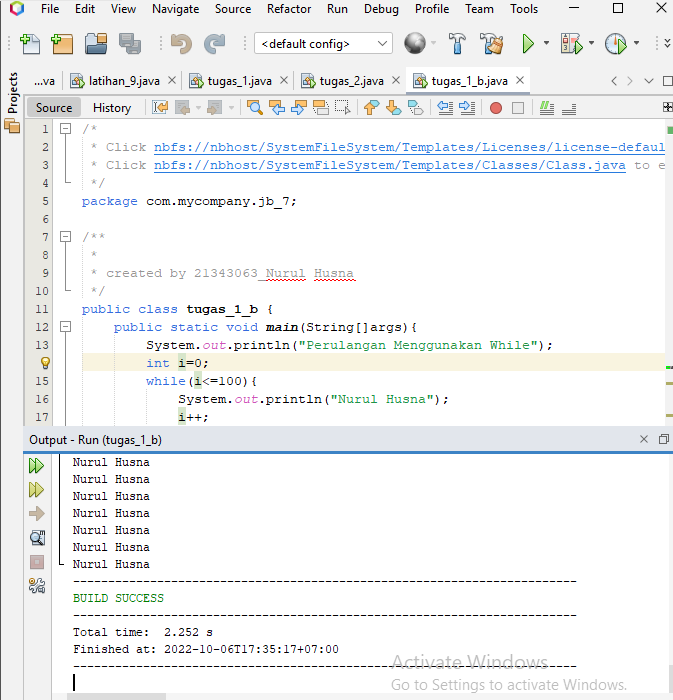 File Edit View Navigate Source Refactor Run Debug Profile Team Tools
<default config>
Projects
...va latihan_9.java tugas_1.java tugas_2.java tugas_1_b.java
Source History
1 /*
2 * Click nbfs://nbhost/SystemFileSystem/Templates/Licenses/license-defaul
3 * Click nbfs://nbhost/SystemFileSystem/Templates/Classes/Class.java to e
4 */
5 package com.mycompany.jb_7;
6
7 /**
8 *
9 * created by 21343063_Nurul Husna
10 */
11 public class tugas_1_b {
12 public static void main(String[]args){
13 System.out.println("Perulangan Menggunakan While");
int i=0;
15 while(i<=100){
16 System.out.println("Nurul Husna");
17 i++;
Output - Run (tugas_1_b)
Nurul Husna
Nurul Husna
Nurul Husna
Nurul Husna
Nurul Husna
Nurul Husna
Nurul Husna
------------------------------------------------------------------------
BUILD SUCCESS
------------------------------------------------------------------------
Total time:  2.252 s
Finished at: 2022-10-06T17:35:17+07:00
------------------------------------------------------------------------
Activate Windows
Go to Settings to activate Windows.